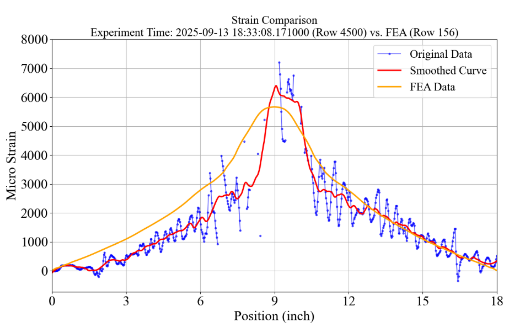 Strain Comparison
Experiment Time: 2025-09-13 18:33:08.171000 (Row 4500) vs. FEA (Row 156)
8000
7000
6000
5000
4000
3000
2000
1000
0
Micro Strain
Original Data
Smoothed Curve
FEA Data
0 3 6 9 12 15 18
Position (inch)